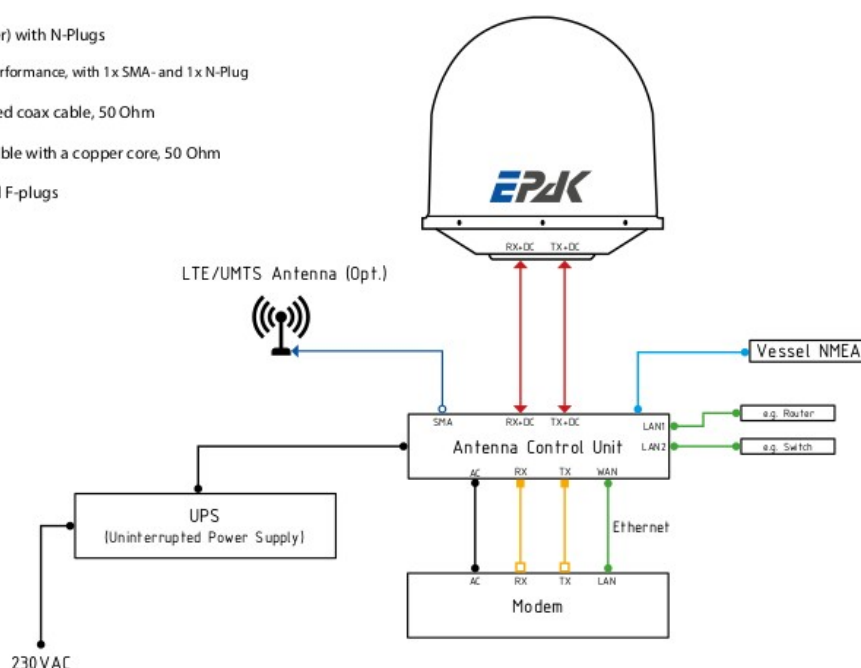 er) with N-Plugs
rformance, with 1x SMA- and 1x N-Plug
ed coax cable, 50 Ohm
ble with a copper core, 50 Ohm
l F-plugs
EPAK
RX+DC TX+DC
LTE/UMTS Antenna (Opt.)
Vessel NMEA
SMA RX+DC TX+DC
LAN1
e.g. Router
Antenna Control Unit
LAN2
e.g. Switch
AC RX TX WAN
UPS
(Uninterrupted Power Supply)
Ethernet
AC RX TX LAN
Modem
230VAC